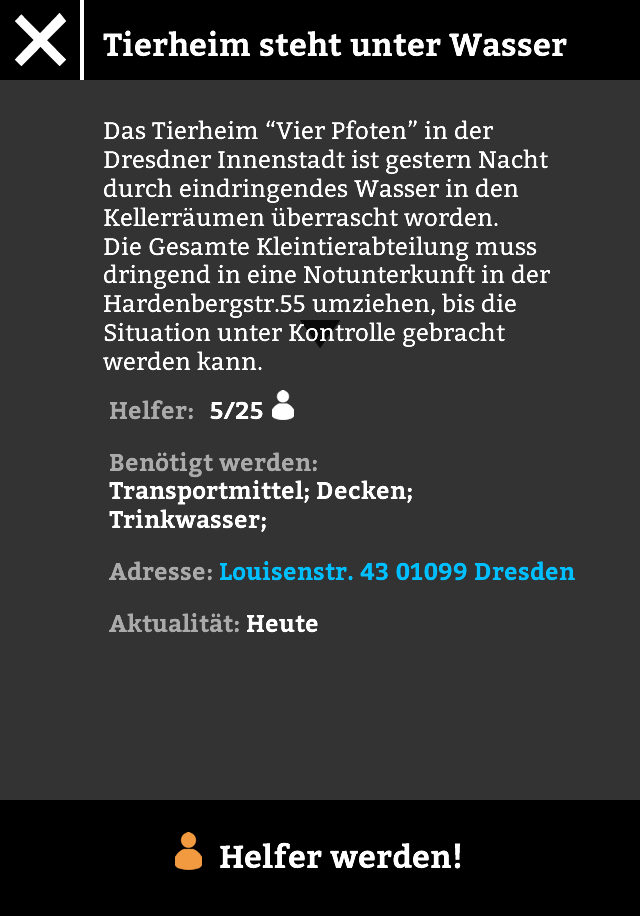 Tierheim steht unter Wasser
Das Tierheim “Vier Pfoten” in der
Dresdner Innenstadt ist gestern Nacht
durch eindringendes Wasser in den
Kellerräumen überrascht worden.
Die Gesamte Kleintierabteilung muss
dringend in eine Notunterkunft in der
Hardenbergstr.55 umziehen, bis die
Situation unter Kontrolle gebracht
werden kann.
Helfer: 5/25
Benötigt werden:
Transportmittel; Decken;
Trinkwasser;
Adresse: Louisenstr. 43 01099 Dresden
Aktualität: Heute
Helfer werden!